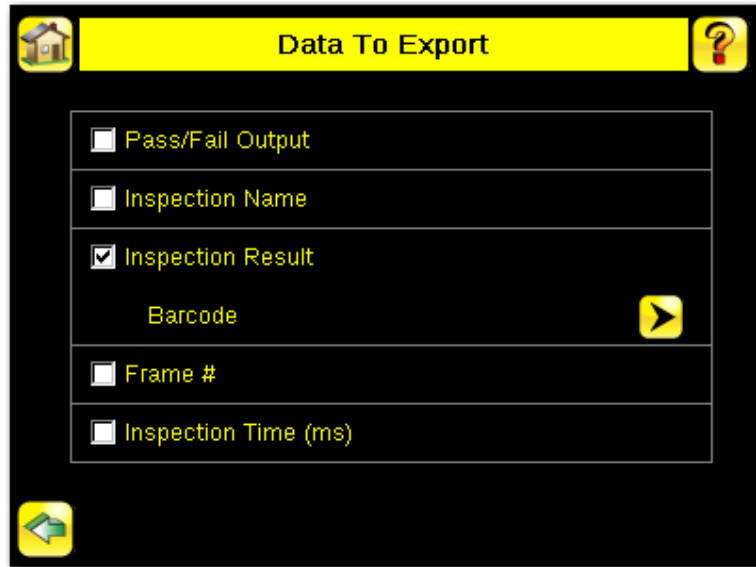 Data To Export
?
Pass/Fail Output
Inspection Name
Inspection Result
Barcode
Frame #
Inspection Time (ms)